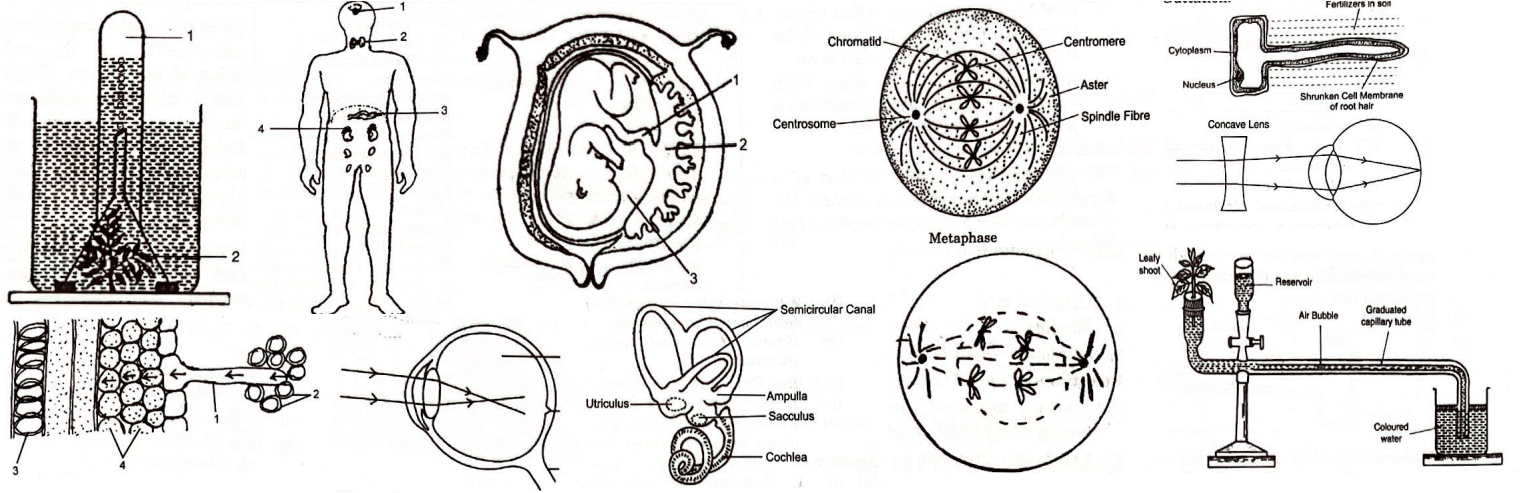 1
2
1
2
3
4
1
2
3
Chromatid
Centromere
Aster
Centrosome
Spindle Fibre
Metaphase
Fertilizers in soil
Cytoplasm
Nucleus
Shrunken Cell Membrane
of root hair
Concave Lens
1
2
3
4
Semicircular Canal
Utriculus
Ampulla
Sacculus
Cochlea
Leafy
shoot
Reservoir
Air Bubble
Graduated
capillary tube
Coloured
water